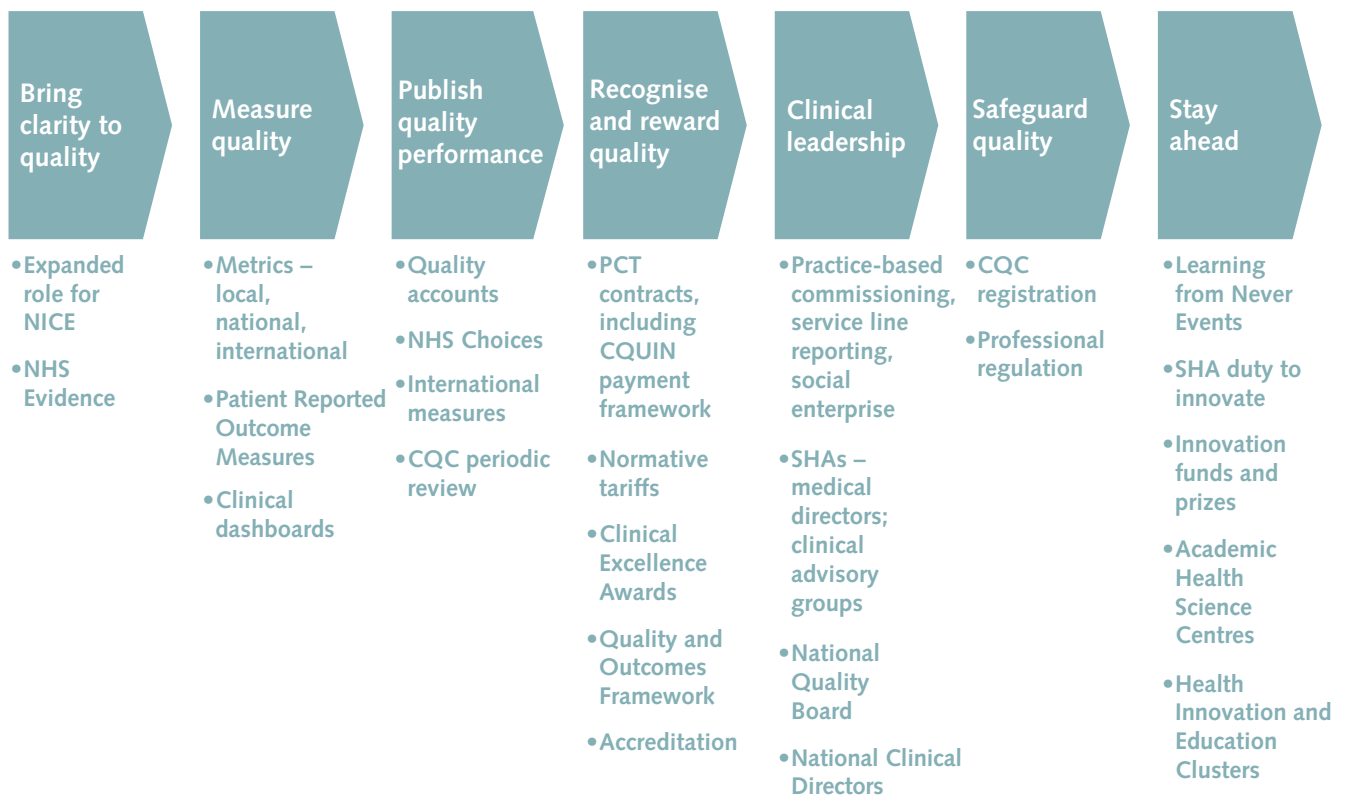 Bring
clarity to
quality
Measure
quality
Publish
quality
performance
Recognise
and reward
quality
Clinical
leadership
Safeguard
quality
Stay
ahead
•Expanded
role for
NICE
•NHS
Evidence
•Metrics –
local,
national,
international
•Patient Reported
Outcome
Measures
•Clinical
dashboards
•Quality
accounts
•NHS Choices
•International
measures
•CQC periodic
review
•PCT
contracts,
including
CQUIN
payment
framework
•Normative
tariffs
•Clinical
Excellence
Awards
•Quality and
Outcomes
Framework
•Accreditation
•Practice-based
commissioning,
service line
reporting,
social
enterprise
•SHAs –
medical
directors;
clinical
advisory
groups
•National
Quality
Board
•National Clinical
Directors
•CQC
registration
•Professional
regulation
•Learning
from Never
Events
•SHA duty to
innovate
•Innovation
funds and
prizes
•Academic
Health
Science
Centres
•Health
Innovation and
Education
Clusters